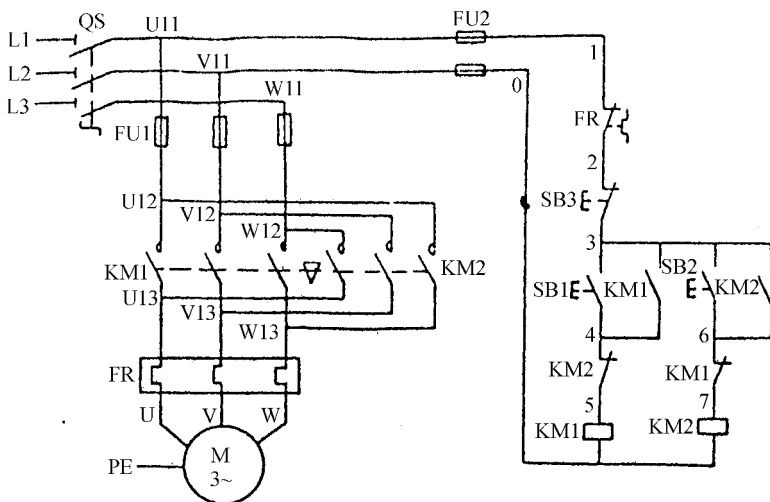 QS
U11
FU2
L1
L2
V11
L3
W11
1
0
FU1
FR
2
U12
V12
W12
SB3
3
KM1
KM2
SB1
KM1
SB2
KM2
U13
V13
W13
4
6
FR
KM2
KM1
U
V
W
5
7
KM1
KM2
PE
M
3~